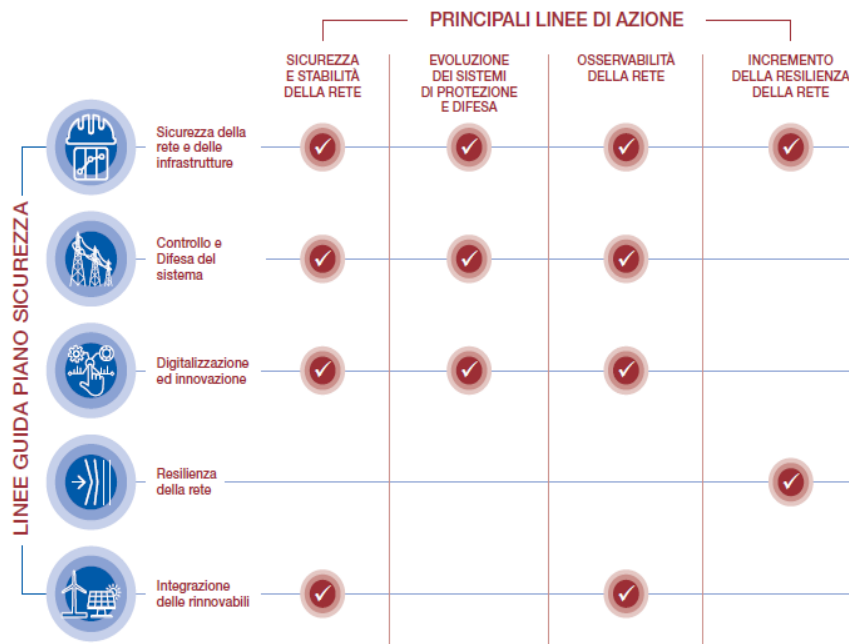 PRINCIPALI LINEE DI AZIONE
SICUREZZA
E STABILITÀ
DELLA RETE
EVOLUZIONE
DEI SISTEMI
DI PROTEZIONE
E DIFESA
OSSERVABILITÀ
DELLA RETE
INCREMENTO
DELLA RESILIENZA
DELLA RETE
LINEE GUIDA PIANO SICUREZZA
Sicurezza della
rete e delle
infrastrutture
Controllo e
Difesa del
sistema
Digitalizzazione
ed innovazione
Resilienza
della rete
Integrazione
delle rinnovabili